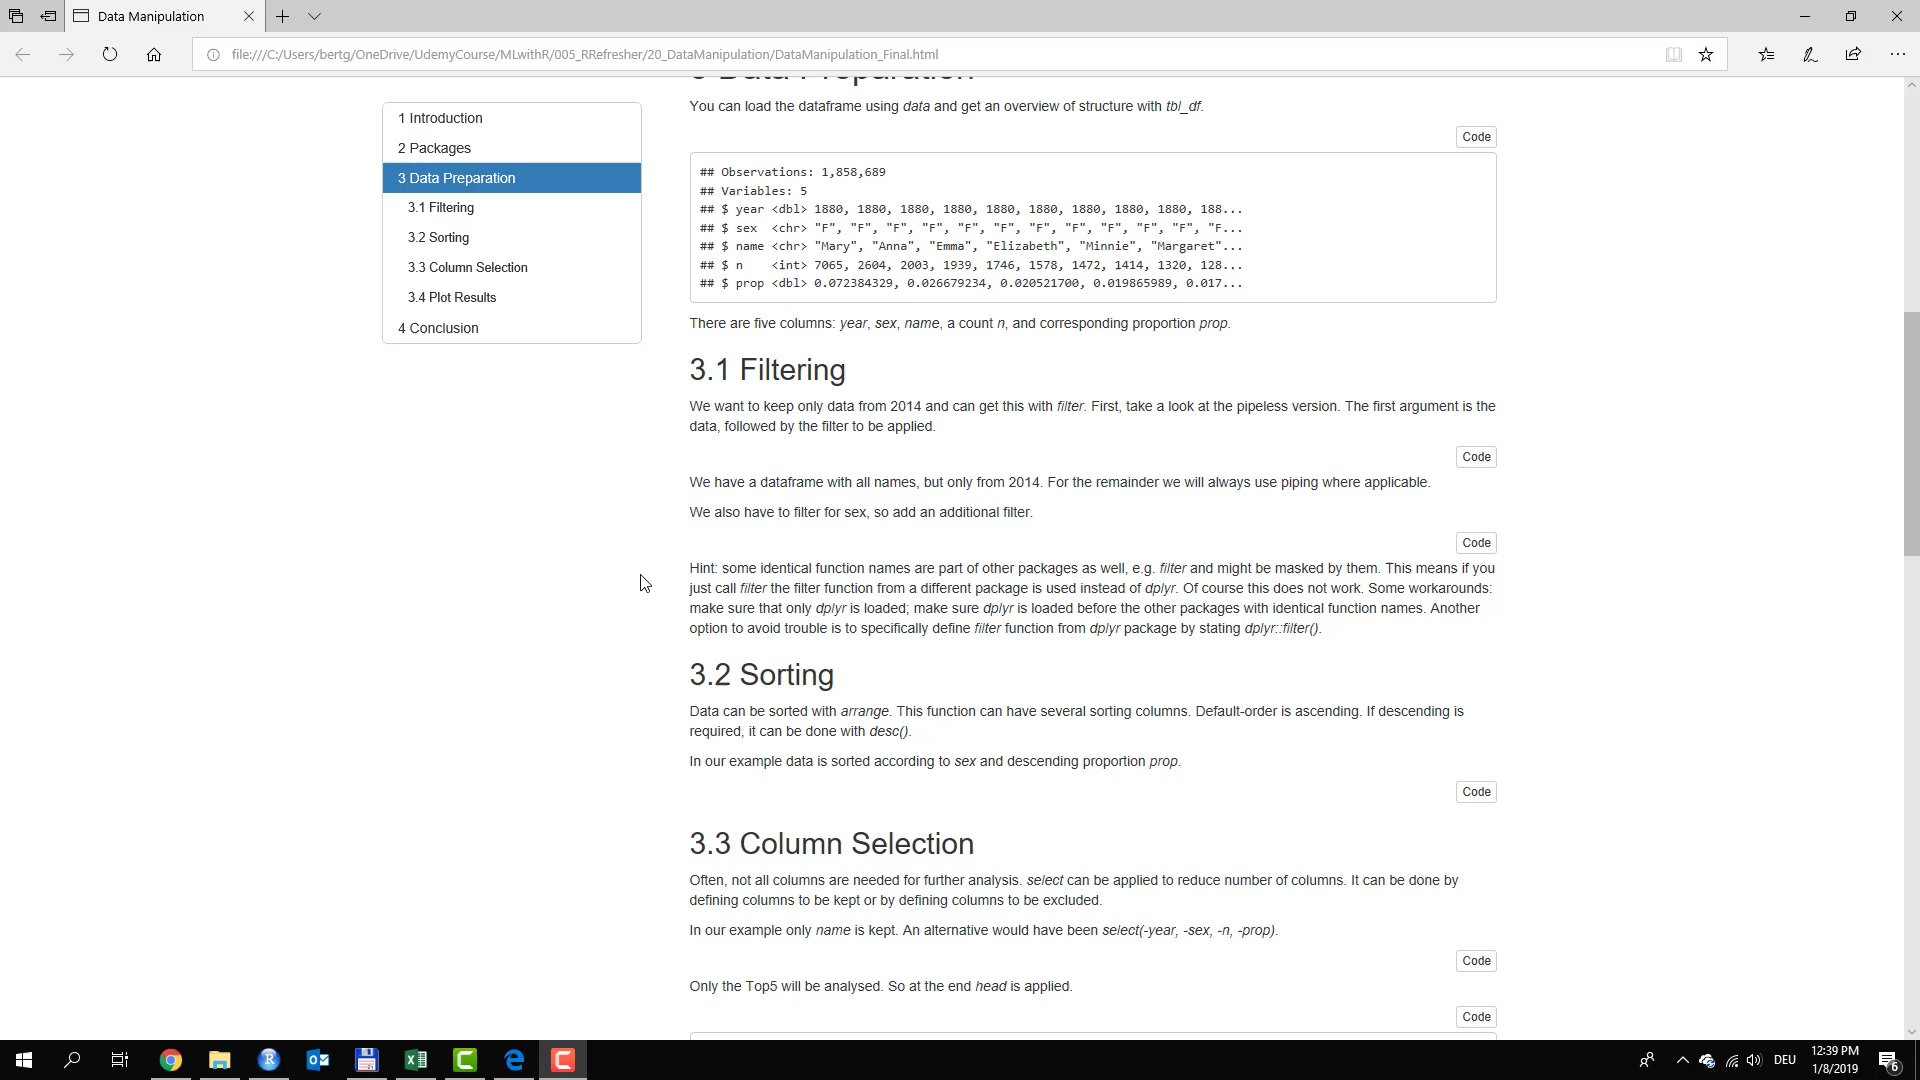 Data Manipulation
file:///C:/Users/bertg/OneDrive/UdemyCourse/MLwithR/005_RRefresher/20_DataManipulation/DataManipulation_Final.html
1 Introduction
2 Packages
3 Data Preparation
3.1 Filtering
3.2 Sorting
3.3 Column Selection
3.4 Plot Results
4 Conclusion
3 Data Preparation
You can load the dataframe using data and get an overview of structure with tbl_df.
Code
## Observations: 1,858,689
## Variables: 5
## $ year <dbl> 1880, 1880, 1880, 1880, 1880, 1880, 1880, 1880, 1880, 188...
## $ sex  <chr> "F", "F", "F", "F", "F", "F", "F", "F", "F", "F", "F", "F...
## $ name <chr> "Mary", "Anna", "Emma", "Elizabeth", "Minnie", "Margaret"...
## $ n    <int> 7065, 2604, 2003, 1939, 1746, 1578, 1472, 1414, 1320, 128...
## $ prop <dbl> 0.072384329, 0.026679234, 0.020521700, 0.019865989, 0.017...
There are five columns: year, sex, name, a count n, and corresponding proportion prop.
3.1 Filtering
We want to keep only data from 2014 and can get this with filter. First, take a look at the pipeless version. The first argument is the
data, followed by the filter to be applied.
Code
We have a dataframe with all names, but only from 2014. For the remainder we will always use piping where applicable.
We also have to filter for sex, so add an additional filter.
Code
Hint: some identical function names are part of other packages as well, e.g. filter and might be masked by them. This means if you
just call filter the filter function from a different package is used instead of dplyr. Of course this does not work. Some workarounds:
make sure that only dplyr is loaded; make sure dplyr is loaded before the other packages with identical function names. Another
option to avoid trouble is to specifically define filter function from dplyr package by stating dplyr::filter().
3.2 Sorting
Data can be sorted with arrange. This function can have several sorting columns. Default-order is ascending. If descending is
required, it can be done with desc().
In our example data is sorted according to sex and descending proportion prop.
Code
3.3 Column Selection
Often, not all columns are needed for further analysis. select can be applied to reduce number of columns. It can be done by
defining columns to be kept or by defining columns to be excluded.
In our example only name is kept. An alternative would have been select(-year, -sex, -n, -prop).
Code
Only the Top5 will be analysed. So at the end head is applied.
Code
DEU
12:39 PM
1/8/2019
6